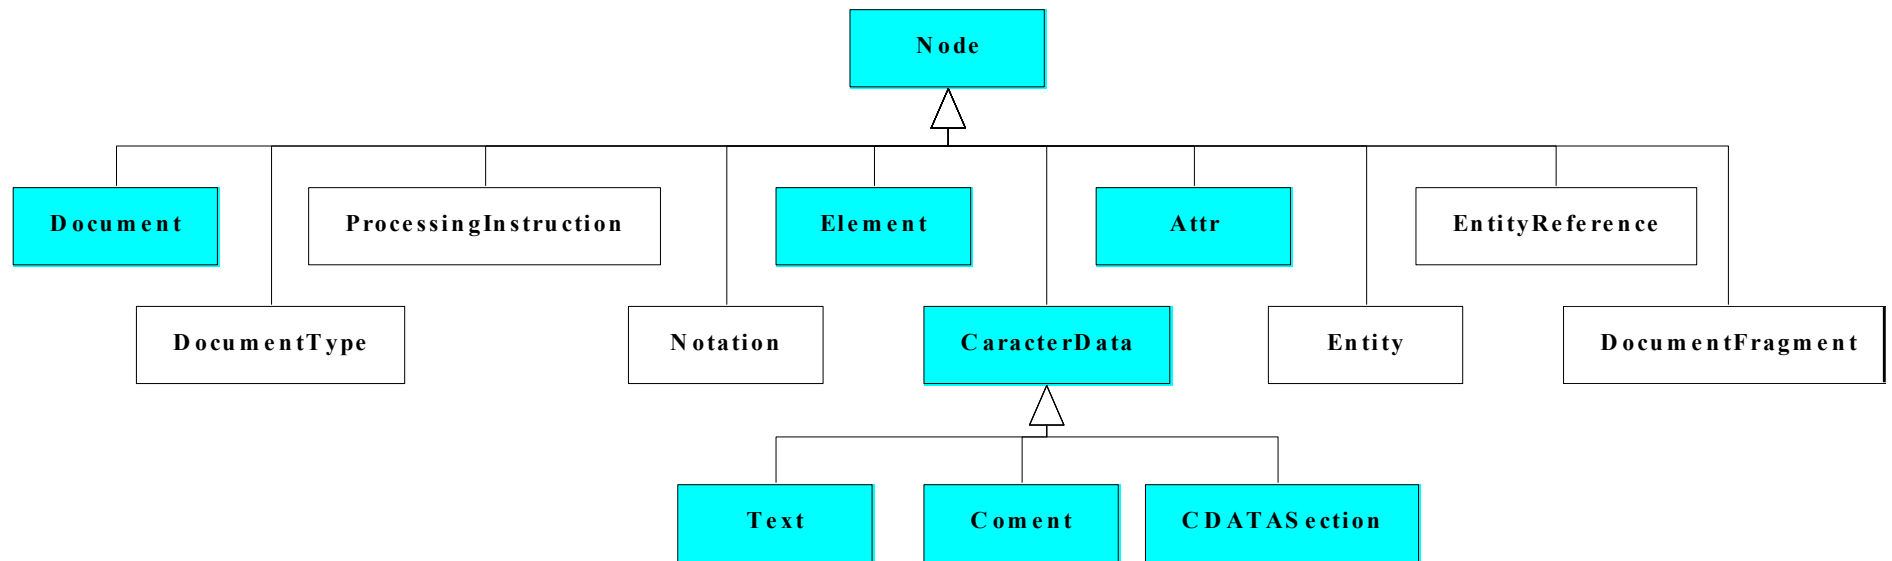 Node
Document
ProcessingInstruction
Element
Attr
EntityReference
DocumentType
Notation
CaracterData
Entity
DocumentFragment
Text
Coment
CDATASection